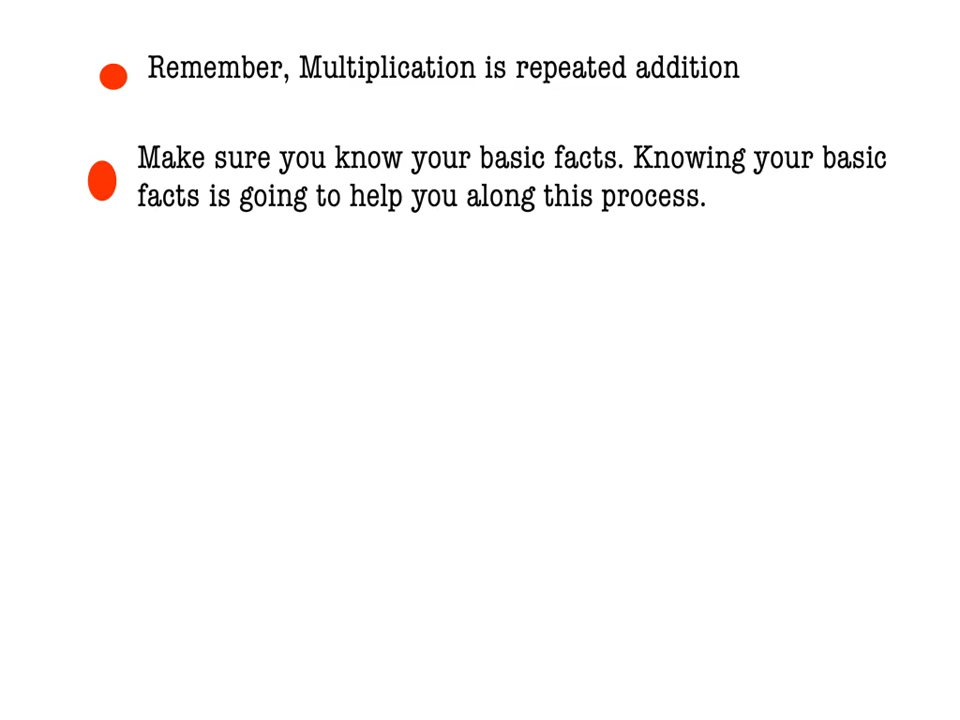 Remember, Multiplication is repeated addition
Make sure you know your basic facts. Knowing your basic
facts is going to help you along this process.